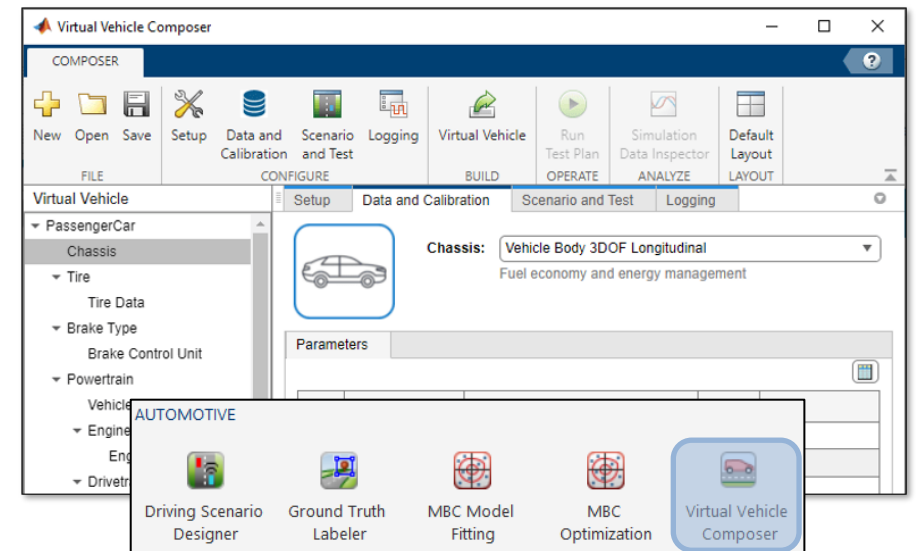 Virtual Vehicle Composer
COMPOSER
New Open Save Setup Data and Calibration Scenario and Test Logging Virtual Vehicle Run Test Plan Simulation Data Inspector Default Layout
FILE CONFIGURE BUILD OPERATE ANALYZE LAYOUT
Virtual Vehicle
Setup Data and Calibration Scenario and Test Logging
PassengerCar
Chassis
Tire
Tire Data
Brake Type
Brake Control Unit
Powertrain
Chassis: Vehicle Body 3DOF Longitudinal
Fuel economy and energy management
Parameters
AUTOMOTIVE
Driving Scenario Designer
Ground Truth Labeler
MBC Model Fitting
MBC Optimization
Virtual Vehicle Composer